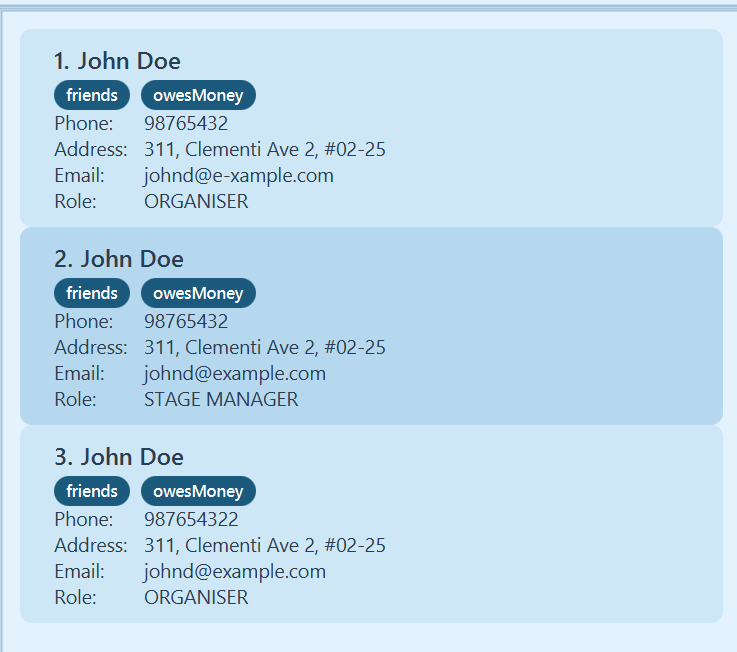 1. John Doe
friends owesMoney
Phone: 98765432
Address: 311, Clementi Ave 2, #02-25
Email: johnd@e-xample.com
Role: ORGANISER
2. John Doe
friends owesMoney
Phone: 98765432
Address: 311, Clementi Ave 2, #02-25
Email: johnd@example.com
Role: STAGE MANAGER
3. John Doe
friends owesMoney
Phone: 987654322
Address: 311, Clementi Ave 2, #02-25
Email: johnd@example.com
Role: ORGANISER